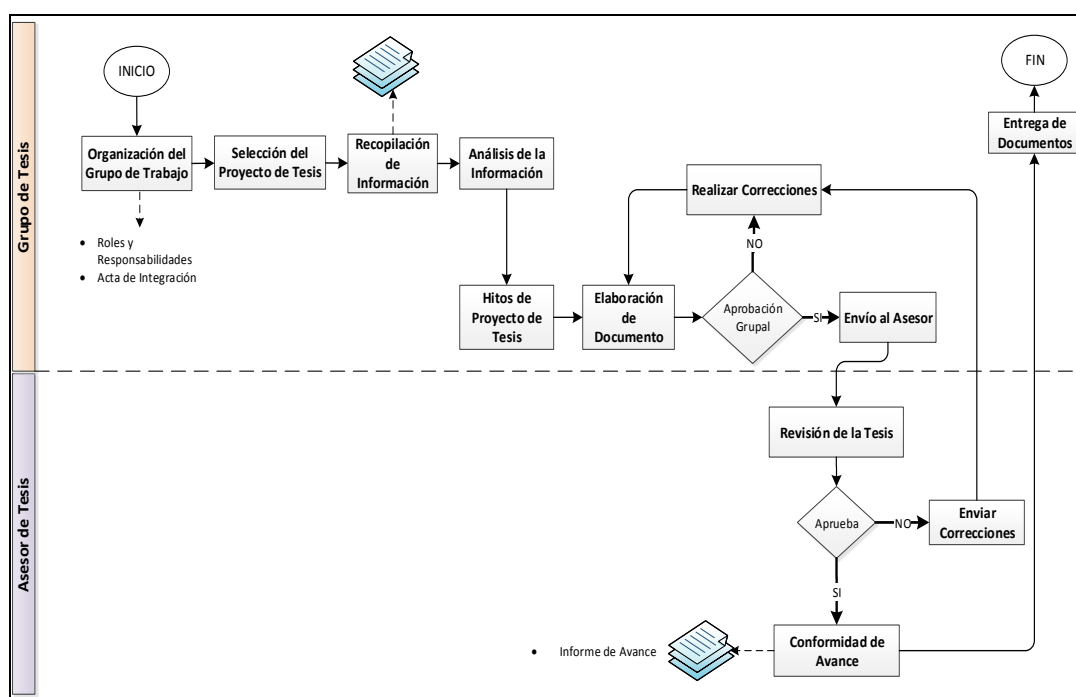 Grupo de Tesis
INICIO
Organización del
Grupo de Trabajo
Selección del
Proyecto de Tesis
Recopilación
de
Información
Análisis de la
Información
• Roles y
Responsabilidades
• Acta de Integración
Hitos de
Proyecto de
Tesis
Elaboración
de
Documento
Realizar Correcciones
NO
Aprobación
Grupal
SI
Envío al Asesor
FIN
Entrega de
Documentos
Asesor de Tesis
Revisión de la Tesis
Aprueba
NO
Enviar
Correcciones
SI
Conformidad de
Avance
• Informe de Avance